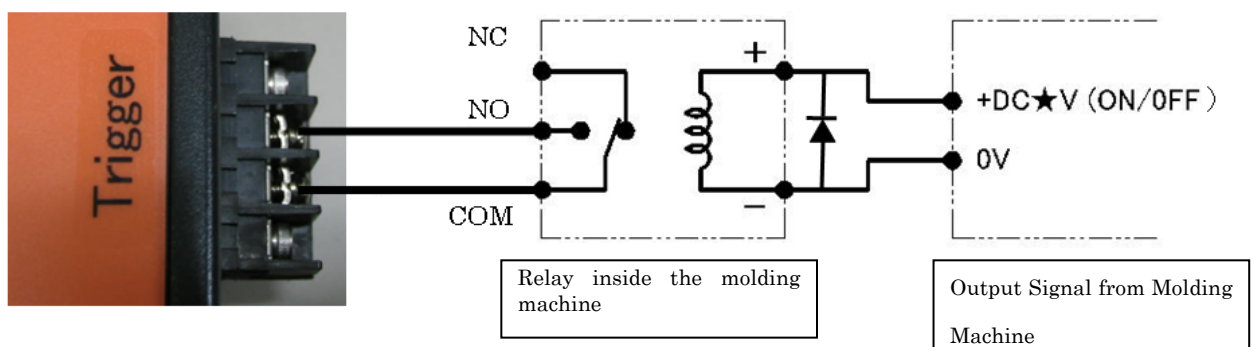 Trigger
NC
NO
COM
+
−
+DC★V (ON/OFF)
0V
Relay inside the molding
machine
Output Signal from Molding
Machine